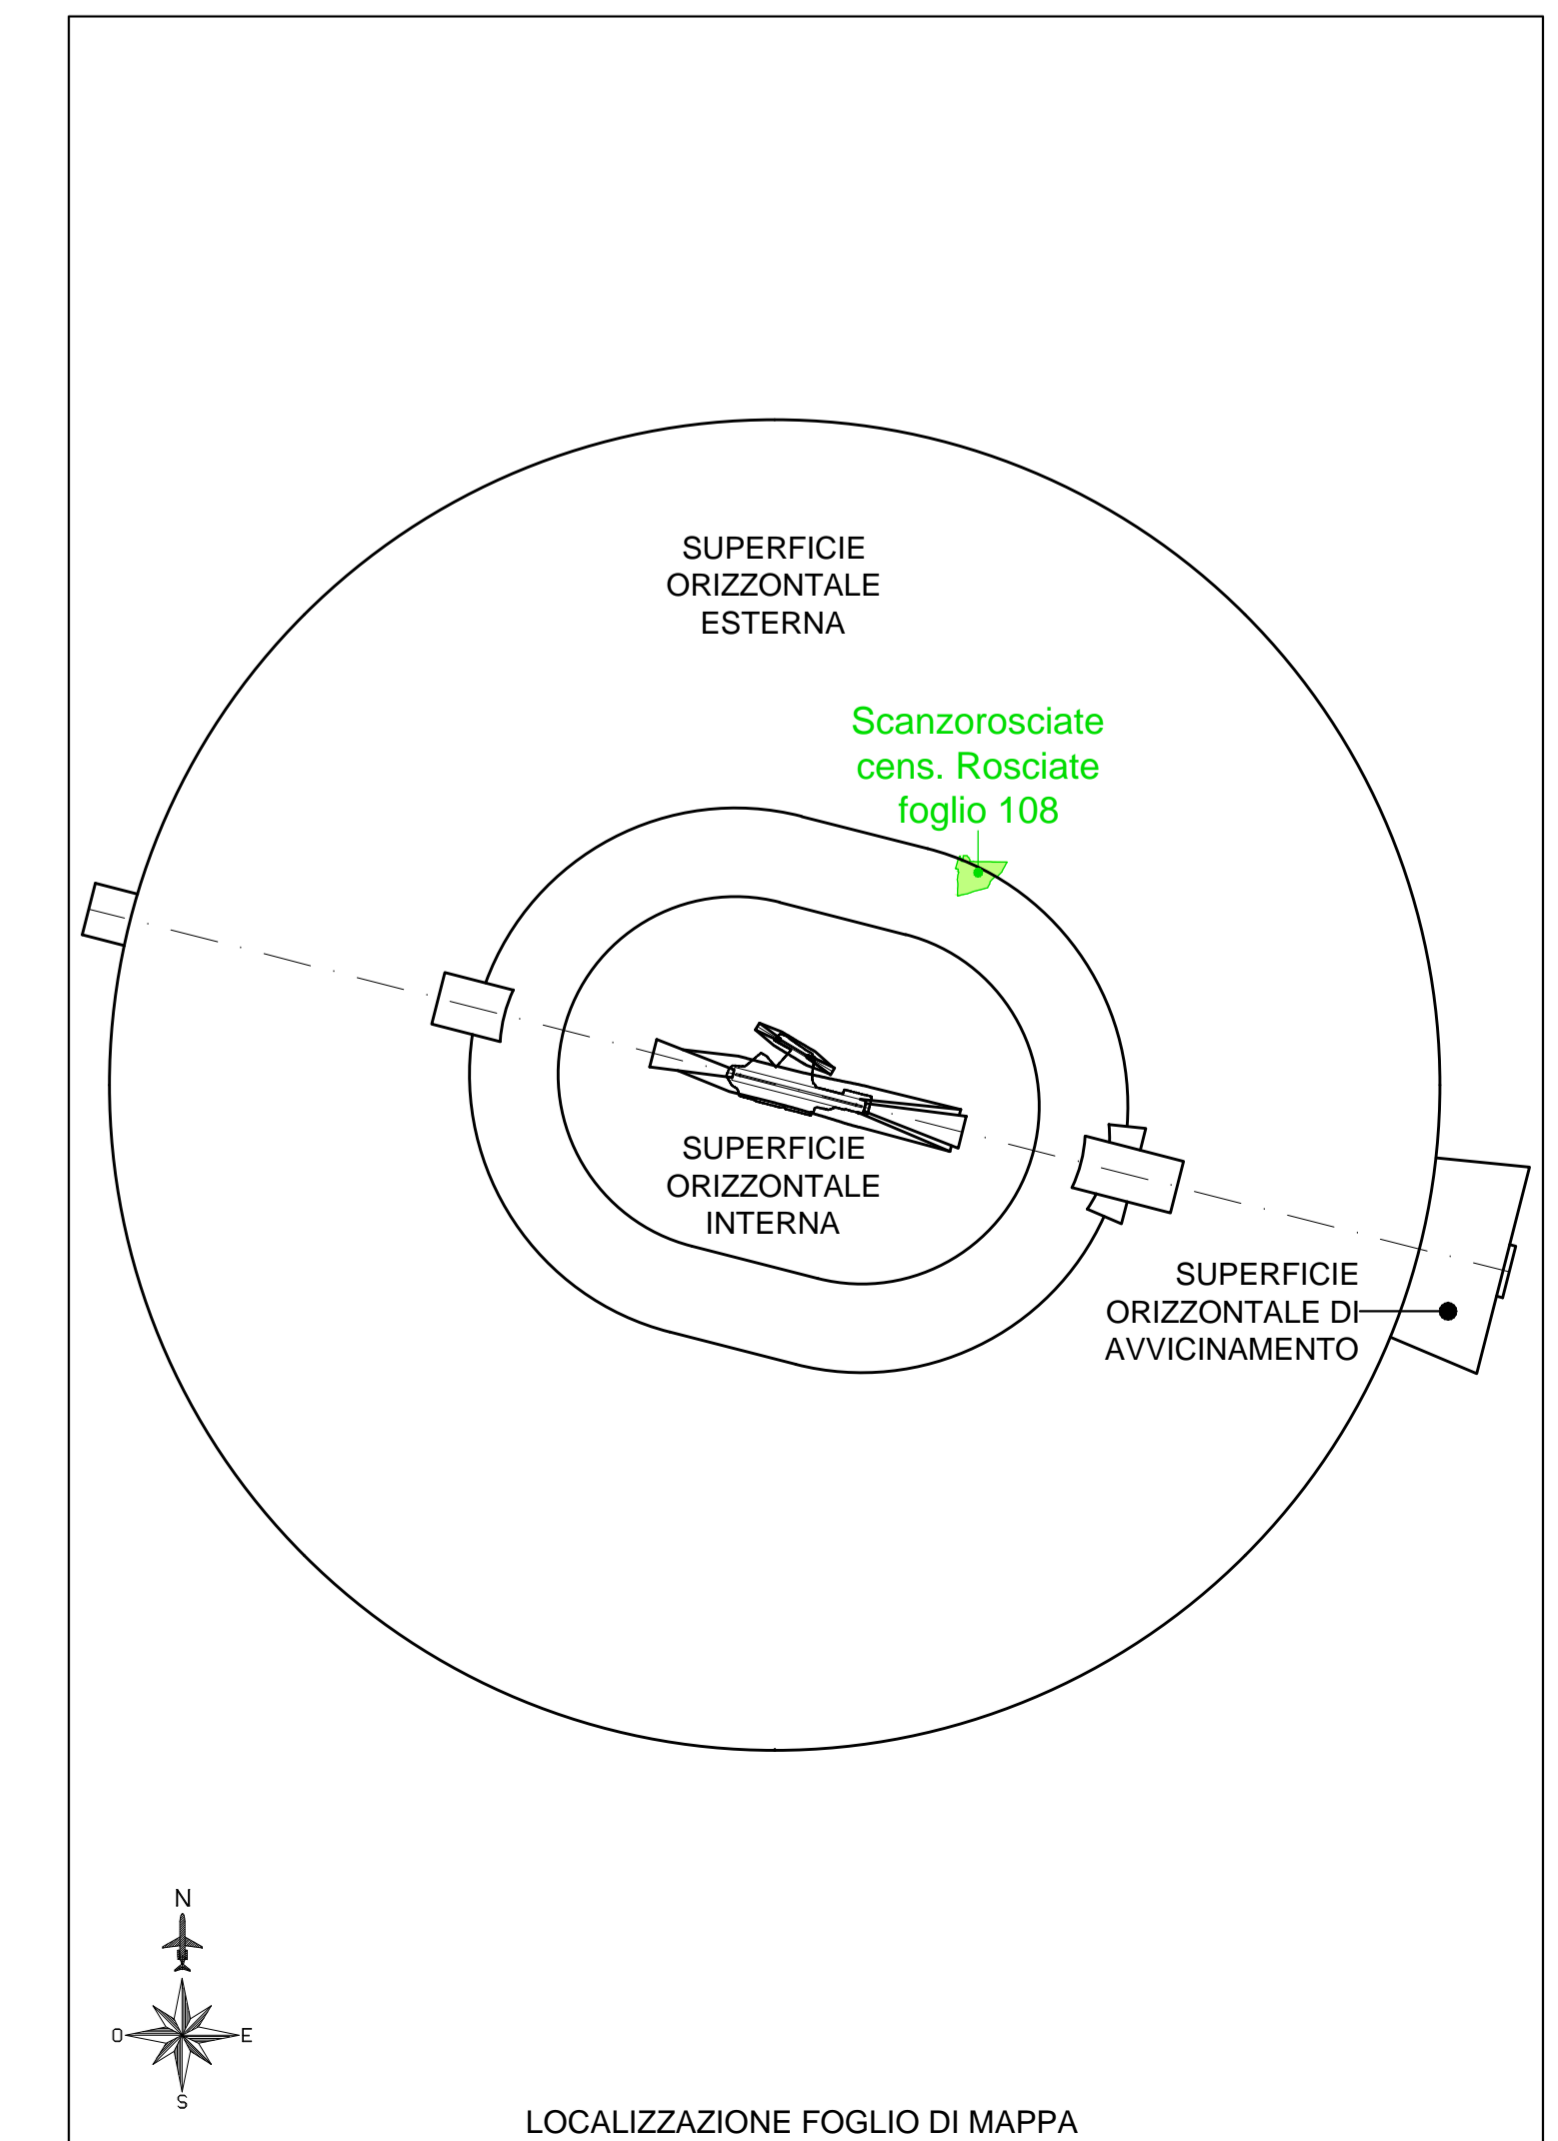 SUPERFICIE
ORIZZONTALE
ESTERNA
Scanzorosciate
cens. Rosciate
foglio 108
SUPERFICIE
ORIZZONTALE
INTERNA
SUPERFICIE
ORIZZONTALE DI
AVVICINAMENTO
N
O
E
S
LOCALIZZAZIONE FOGLIO DI MAPPA